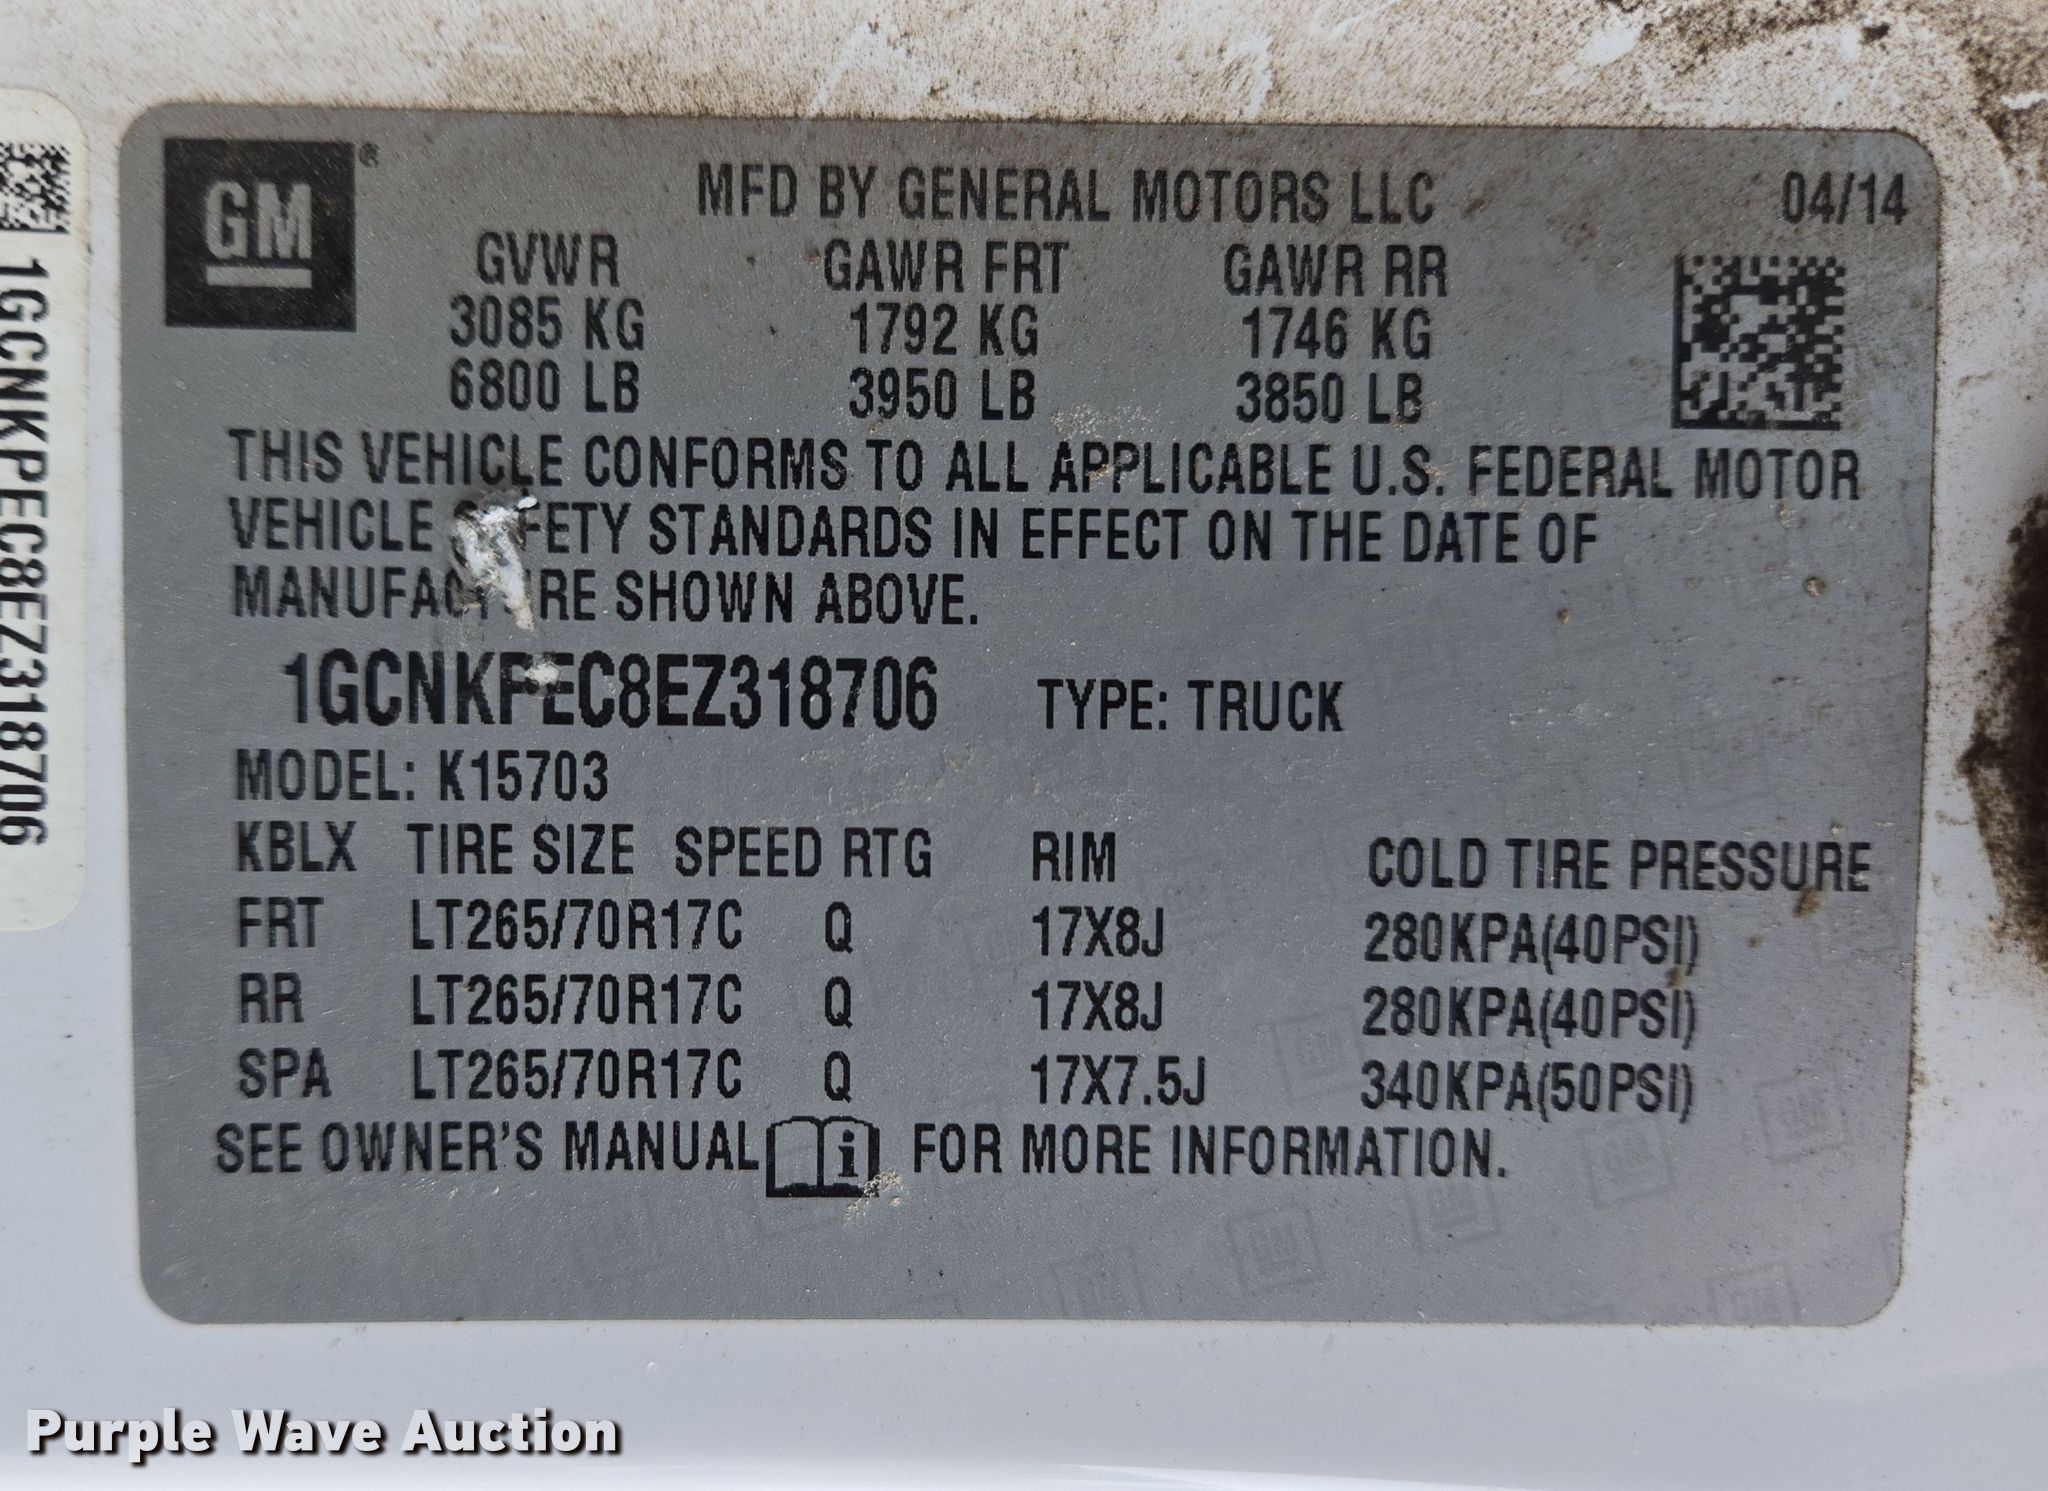 GM®
MFD BY GENERAL MOTORS LLC 04/14
GVWR GAWR FRT GAWR RR
3085 KG 1792 KG 1746 KG
6800 LB 3950 LB 3850 LB
THIS VEHICLE CONFORMS TO ALL APPLICABLE U.S. FEDERAL MOTOR
VEHICLE SAFETY STANDARDS IN EFFECT ON THE DATE OF
MANUFACTURE SHOWN ABOVE.
1GCNKPEC8EZ318706 TYPE: TRUCK
MODEL: K15703
KBLX TIRE SIZE SPEED RTG RIM COLD TIRE PRESSURE
FRT LT265/70R17C Q 17X8J 280KPA(40PSI)
RR LT265/70R17C Q 17X8J 280KPA(40PSI)
SPA LT265/70R17C Q 17X7.5J 340KPA(50PSI)
SEE OWNER'S MANUAL i FOR MORE INFORMATION.
1GCNKPEC8EZ318706
Purple Wave Auction